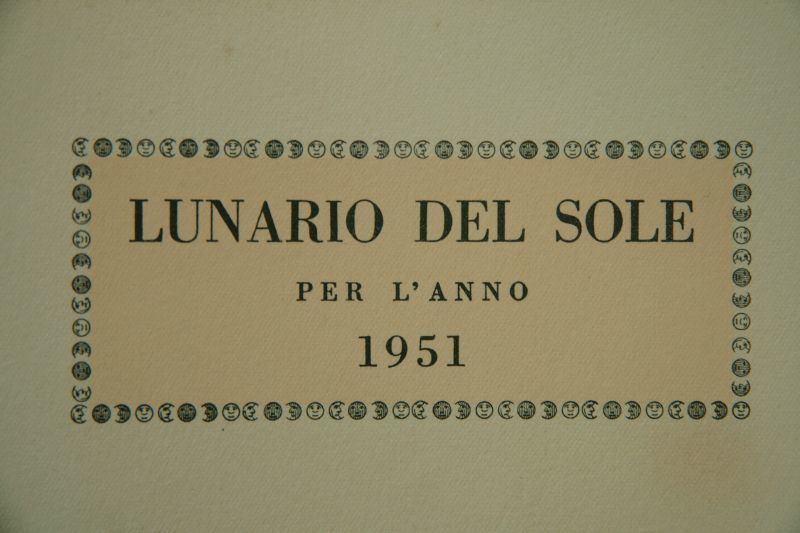 LUNARIO DEL SOLE
PER L'ANNO
1951